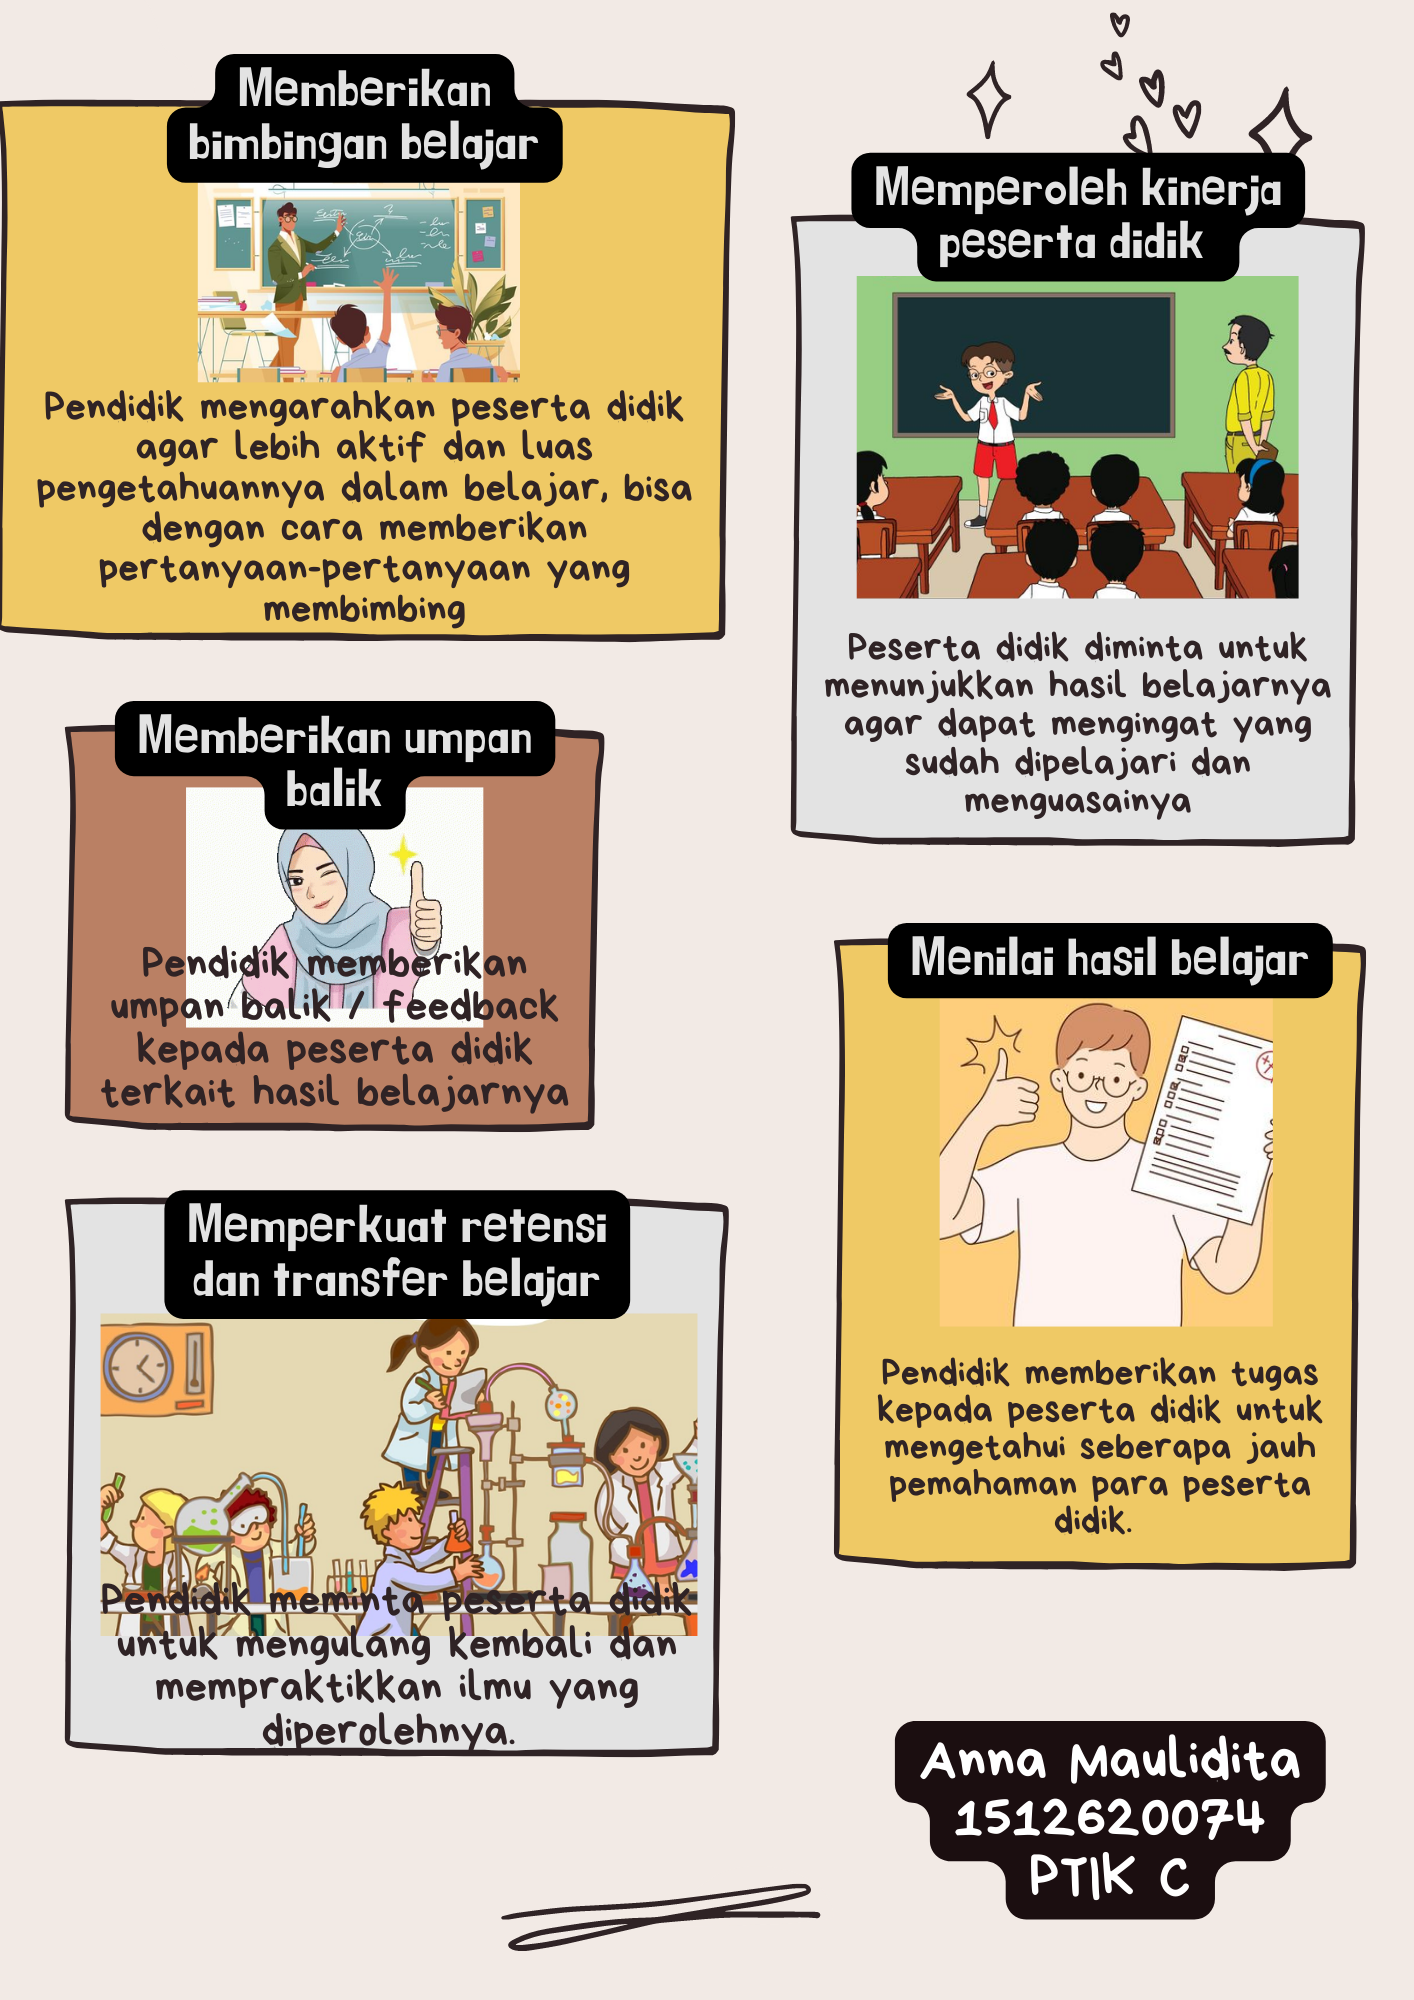 Memberikan
bimbingan belajar
Pendidik mengarahkan peserta didik
agar lebih aktif dan luas
pengetahuannya dalam belajar, bisa
dengan cara memberikan
pertanyaan-pertanyaan yang
membimbing
Memperoleh kinerja
peserta didik
Peserta didik diminta untuk
menunjukkan hasil belajarnya
agar dapat mengingat yang
sudah dipelajari dan
menguasainya
Memberikan umpan
balik
Pendidik memberikan
umpan balik / feedback
kepada peserta didik
terkait hasil belajarnya
Menilai hasil belajar
Pendidik memberikan tugas
kepada peserta didik untuk
mengetahui seberapa jauh
pemahaman para peserta
didik.
Memperkuat retensi
dan transfer belajar
Pendidik meminta peserta didik
untuk mengulang kembali dan
mempraktikkan ilmu yang
diperolehnya.
Anna Maulidita
1512620074
PTIK C